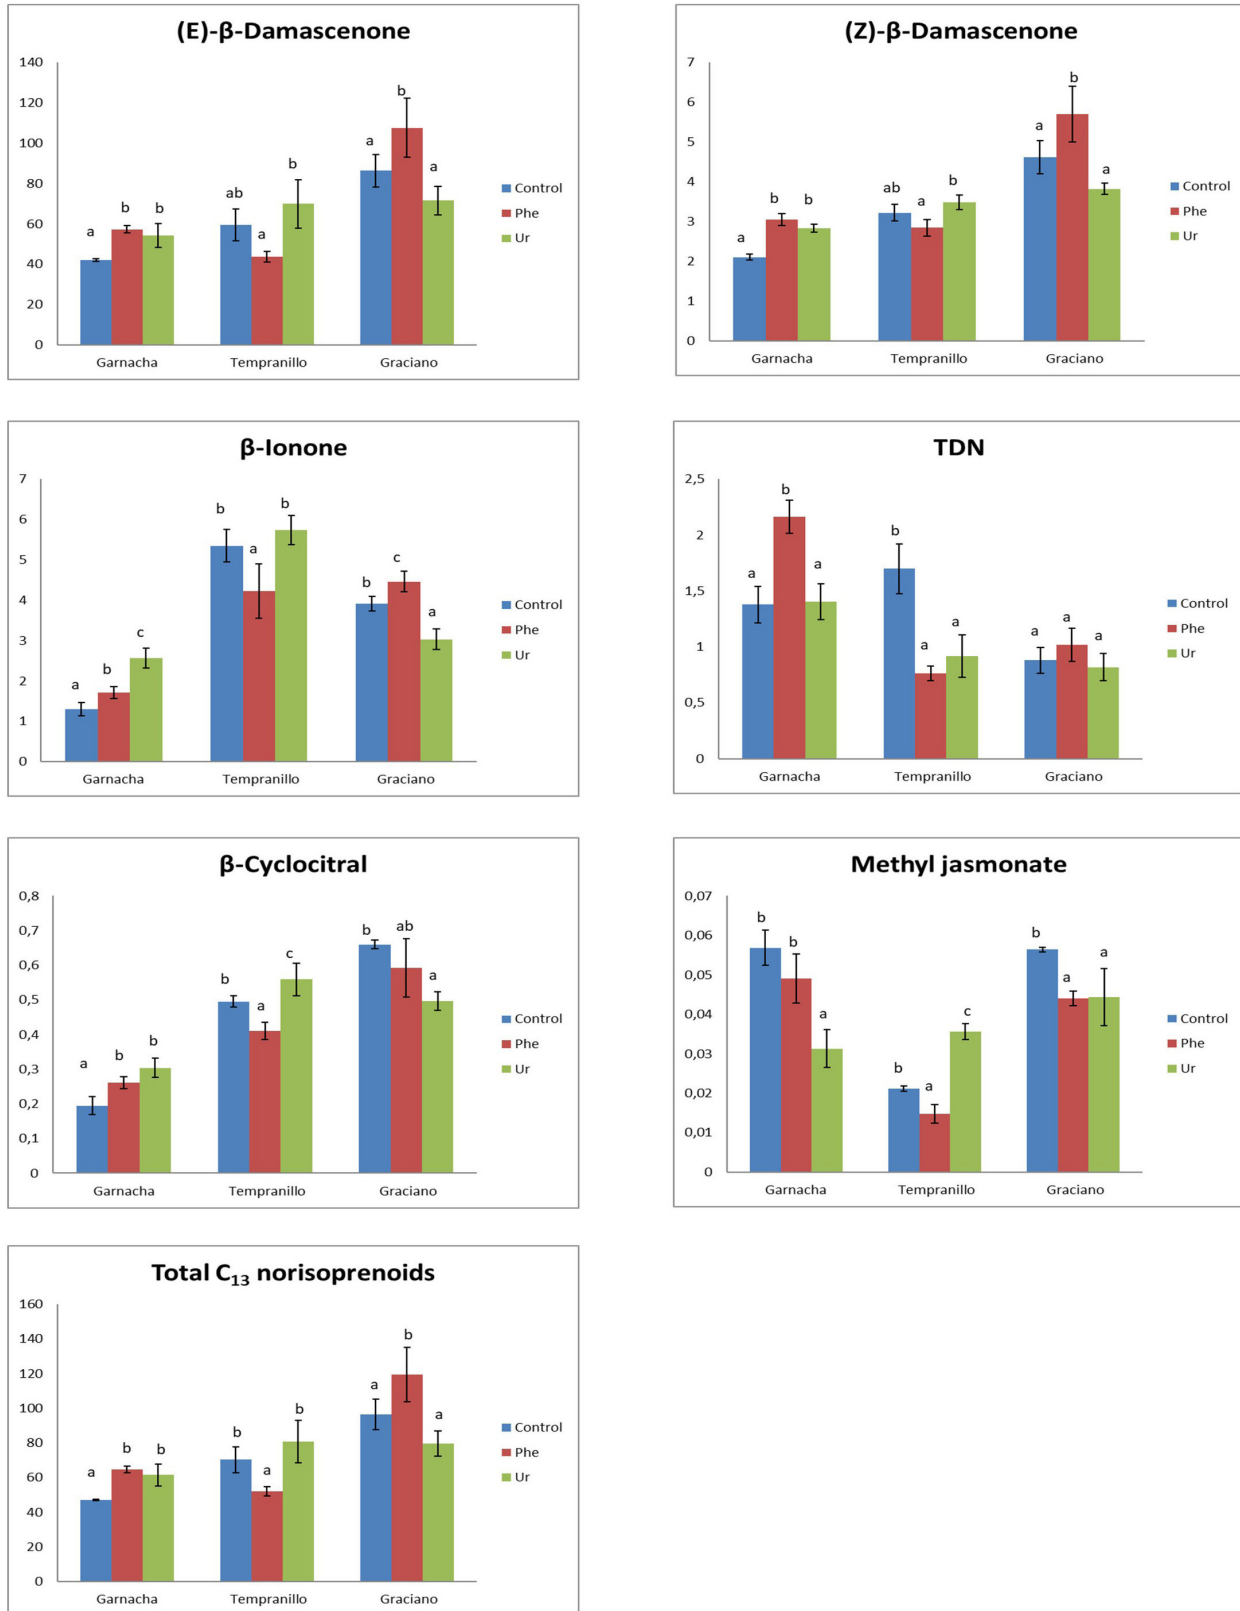 (E)-β-Damascenone
140
120
100
80
60
40
20
0
a b b
ab a b
a b a
Garnacha Tempranillo Graciano
Control
Phe
Ur
(Z)-β-Damascenone
7
6
5
4
3
2
1
0
a b b
ab a b
a b a
Garnacha Tempranillo Graciano
Control
Phe
Ur
β-Ionone
7
6
5
4
3
2
1
0
a b c
b a b
b c a
Garnacha Tempranillo Graciano
Control
Phe
Ur
TDN
2,5
2
1,5
1
0,5
0
a b a
b a a
a a a
Garnacha Tempranillo Graciano
Control
Phe
Ur
β-Cyclocitral
0,8
0,7
0,6
0,5
0,4
0,3
0,2
0,1
0
a b b
b a c
b ab a
Garnacha Tempranillo Graciano
Control
Phe
Ur
Methyl jasmonate
0,07
0,06
0,05
0,04
0,03
0,02
0,01
0
b b a
b a c
b a a
Garnacha Tempranillo Graciano
Control
Phe
Ur
Total C₁₃ norisoprenoids
160
140
120
100
80
60
40
20
0
a b b
b a b
a b a
Garnacha Tempranillo Graciano
Control
Phe
Ur